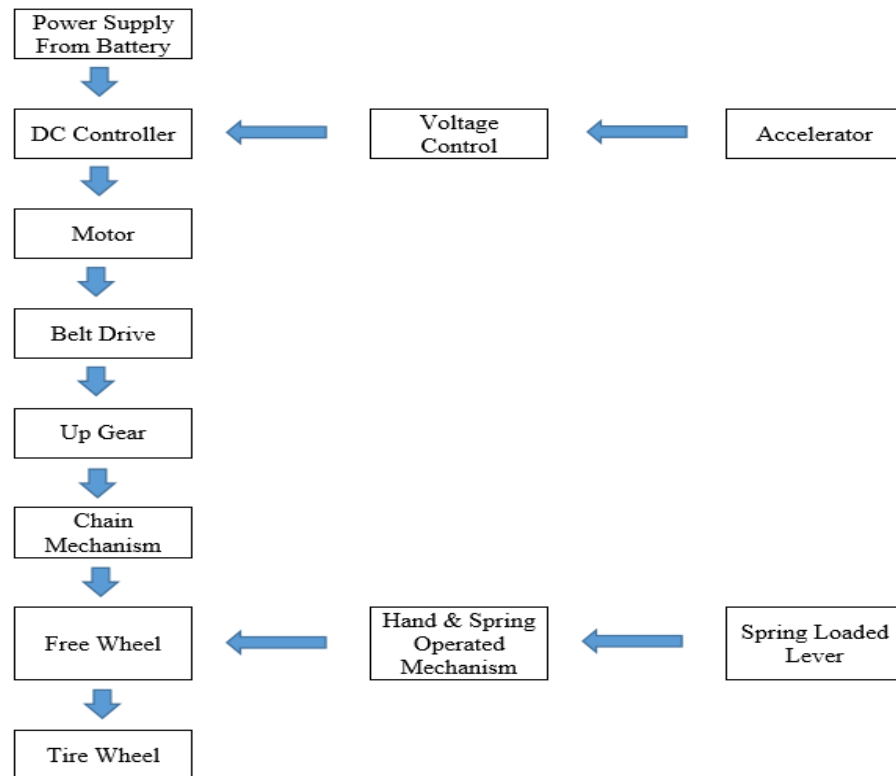 Power Supply
From Battery
DC Controller
Voltage
Control
Accelerator
Motor
Belt Drive
Up Gear
Chain
Mechanism
Free Wheel
Hand & Spring
Operated
Mechanism
Spring Loaded
Lever
Tire Wheel